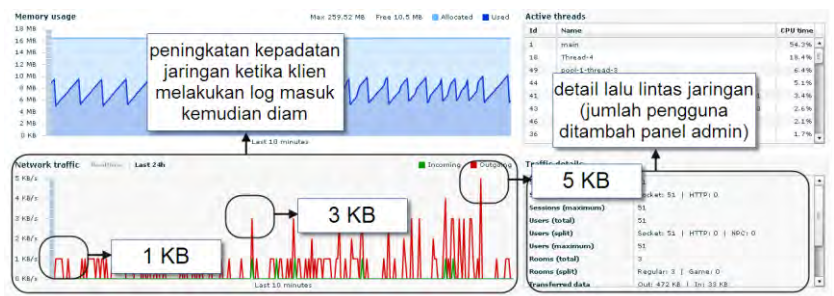 Memory usage
Max 259.52 MB Free 10.5 MB Allocated Used
18 MB
16 MB
14 MB
12 MB
10 MB
8 MB
6 MB
4 MB
2 MB
0 KB
peningkatan kepadatan
jaringan ketika klien
melakukan log masuk
kemudian diam
Last 10 minutes
Active threads
Id Name CPU time
1 main 54.3%
16 Thread-4 18.4%
49 pool-1-thread-3 6.4%
44 5.1%
41 3 3.4%
43 2.6%
46 2.1%
36 1.7%
detail lalu lintas jaringan
(jumlah pengguna
ditambah panel admin)
Network traffic Realtime Last 24h Incoming Outgoing
5 KB/s
4 KB/s
3 KB/s
2 KB/s
1 KB/s
0 KB/s
1 KB
3 KB
5 KB
Last 10 minutes
Traffic details
Socket: 51 | HTTP: 0
Sessions (maximum) 51
Users (total) 51
Users (split) Socket: 51 | HTTP: 0 | NPC: 0
Users (maximum) 51
Rooms (total) 3
Rooms (split) Regular: 3 | Game: 0
Transferred data Out: 472 KB | In: 33 KB